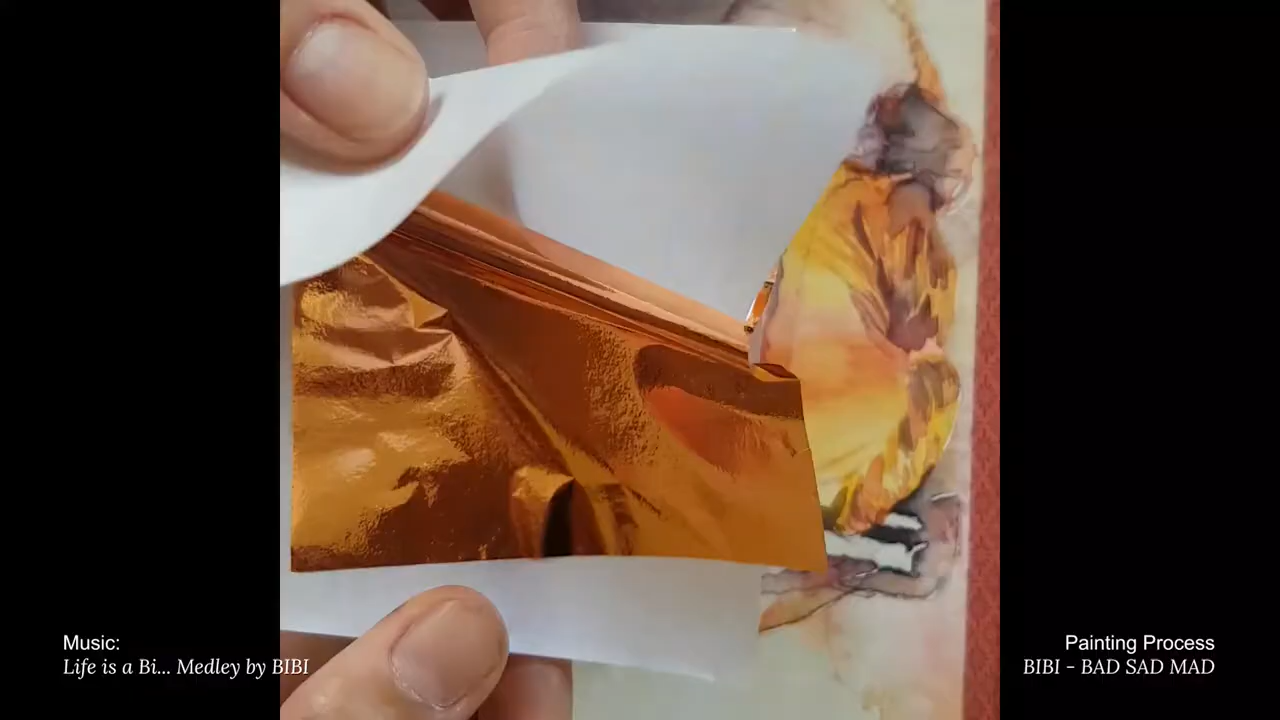 Music:
Life is a Bi... Medley by BIBI
Painting Process
BIBI - BAD SAD MAD